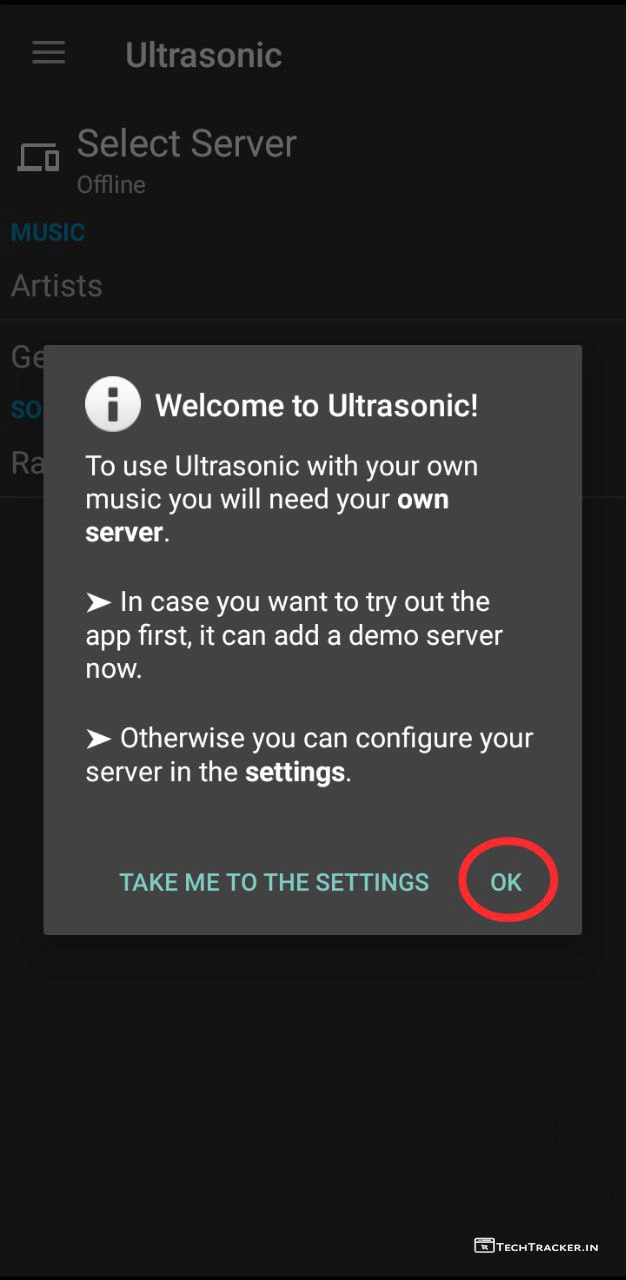 Ultrasonic
Select Server
Offline
MUSIC
Artists
Ge
SO
Ra
Welcome to Ultrasonic!
To use Ultrasonic with your own
music you will need your own
server.
➤ In case you want to try out the
app first, it can add a demo server
now.
➤ Otherwise you can configure your
server in the settings.
TAKE ME TO THE SETTINGS OK
TECHTRACKER.IN